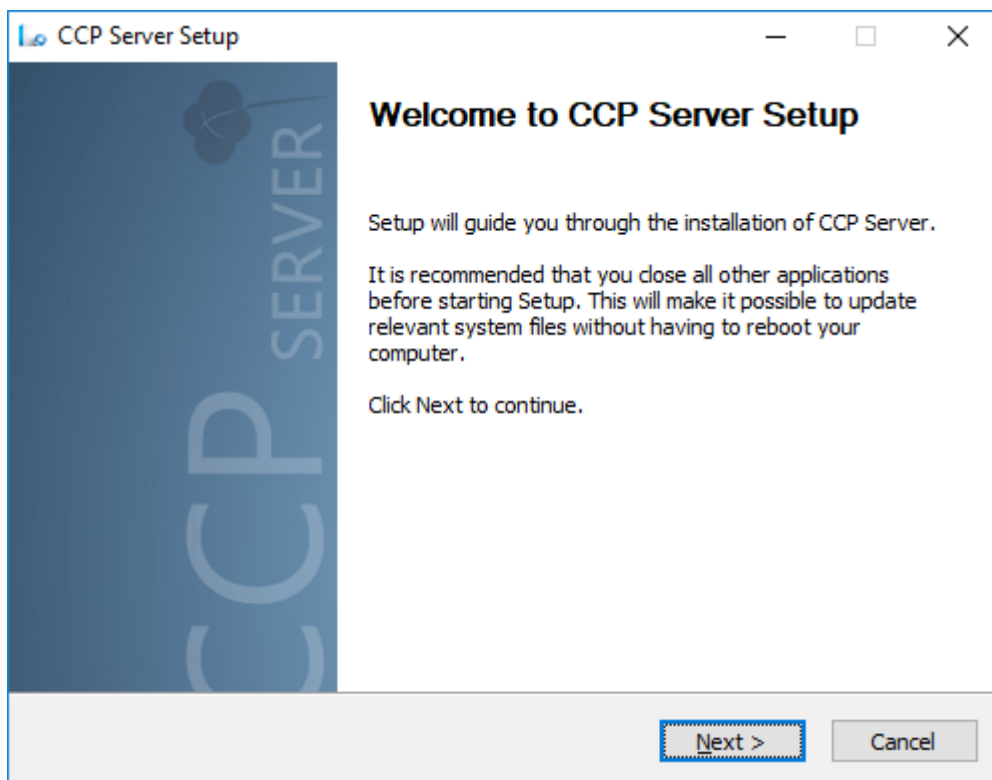 CCP Server Setup
CCP SERVER
Welcome to CCP Server Setup
Setup will guide you through the installation of CCP Server.
It is recommended that you close all other applications
before starting Setup. This will make it possible to update
relevant system files without having to reboot your
computer.
Click Next to continue.
Next >
Cancel